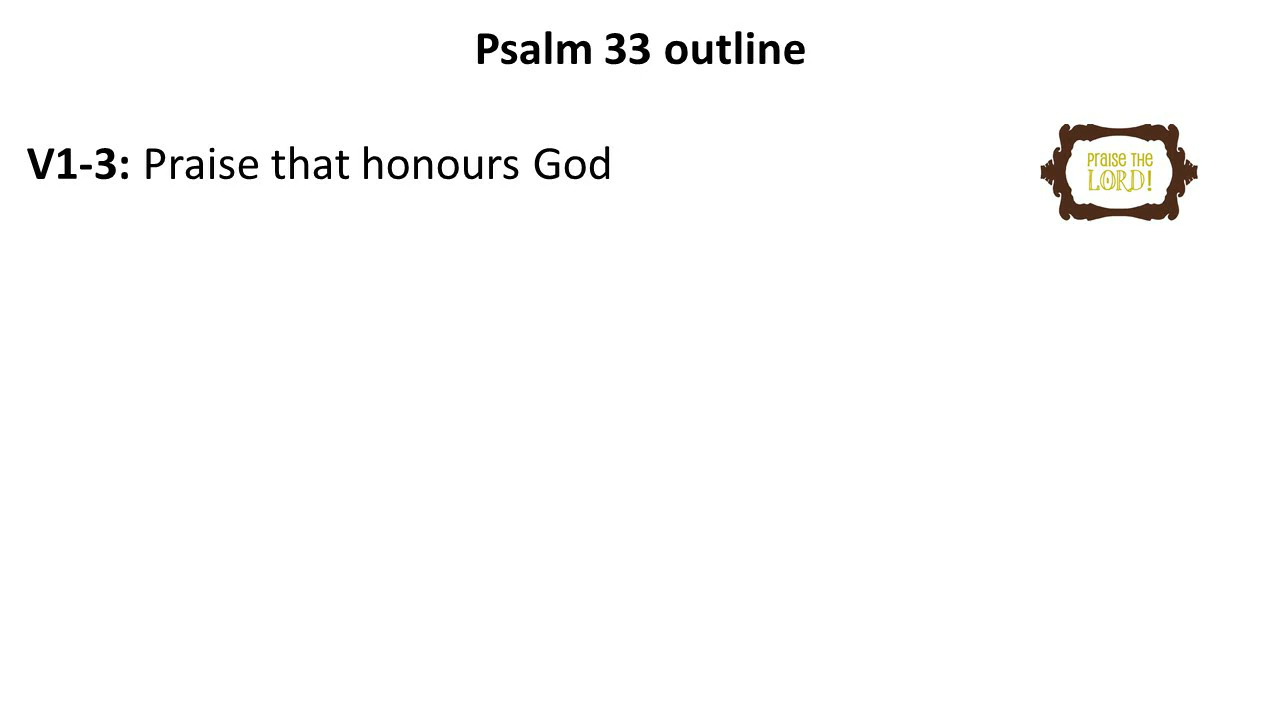 Psalm 33 outline
V1-3: Praise that honours God
PRAISE THE
LORD!